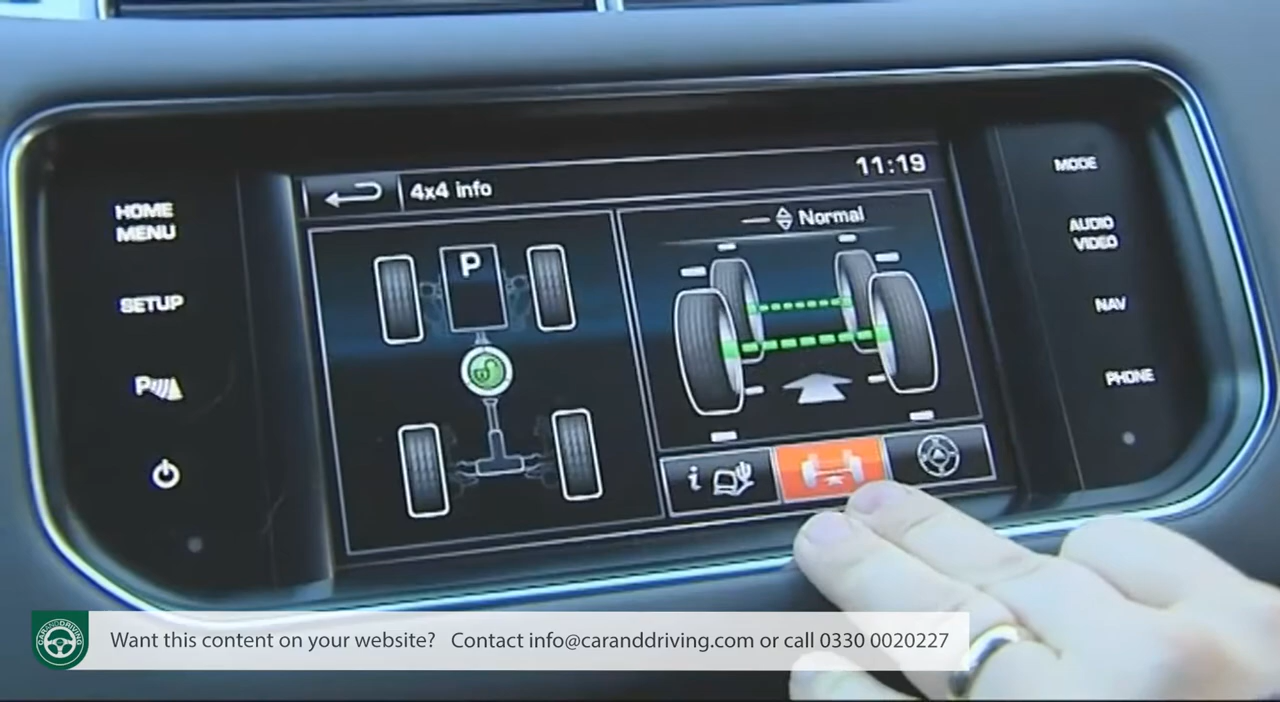 HOME
MENU
SETUP
P
4x4 info
11:19
P
Normal
i
MODE
AUDIO
VIDEO
NAV
PHONE
CARANDDRIVING
Want this content on your website? Contact info@caranddriving.com or call 0330 0020227